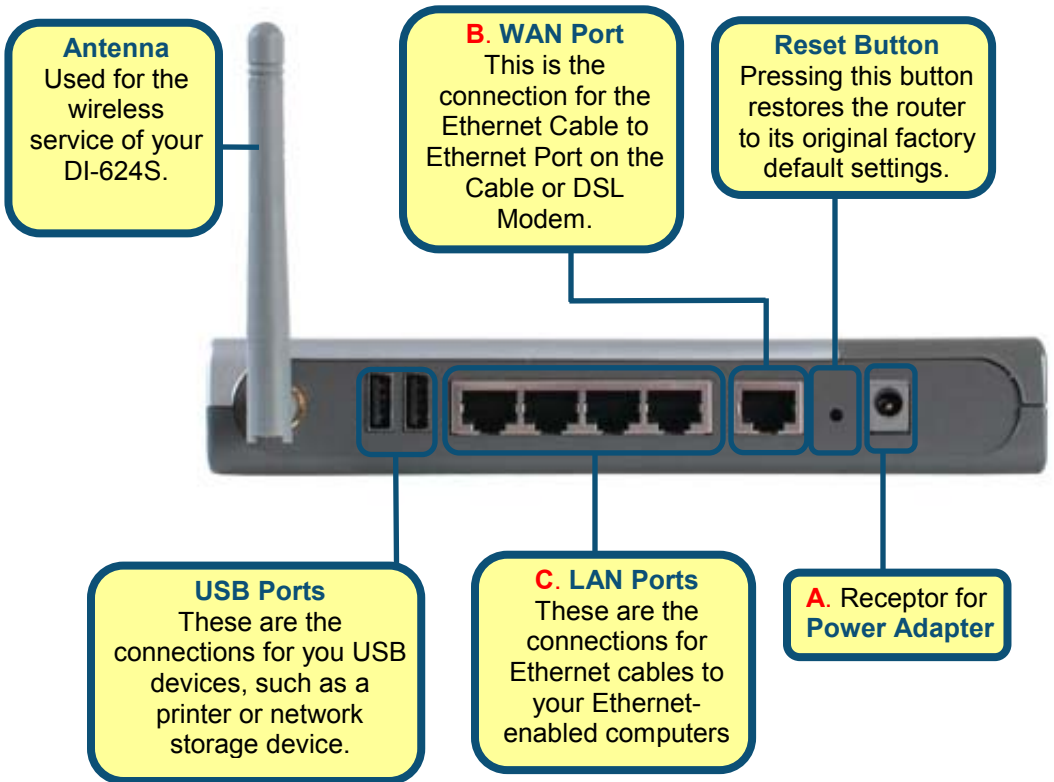 Antenna
Used for the
wireless
service of your
DI-624S.
B. WAN Port
This is the
connection for the
Ethernet Cable to
Ethernet Port on the
Cable or DSL
Modem.
Reset Button
Pressing this button
restores the router
to its original factory
default settings.
USB Ports
These are the
connections for you USB
devices, such as a
printer or network
storage device.
C. LAN Ports
These are the
connections for
Ethernet cables to
your Ethernet-
enabled computers
A. Receptor for
Power Adapter